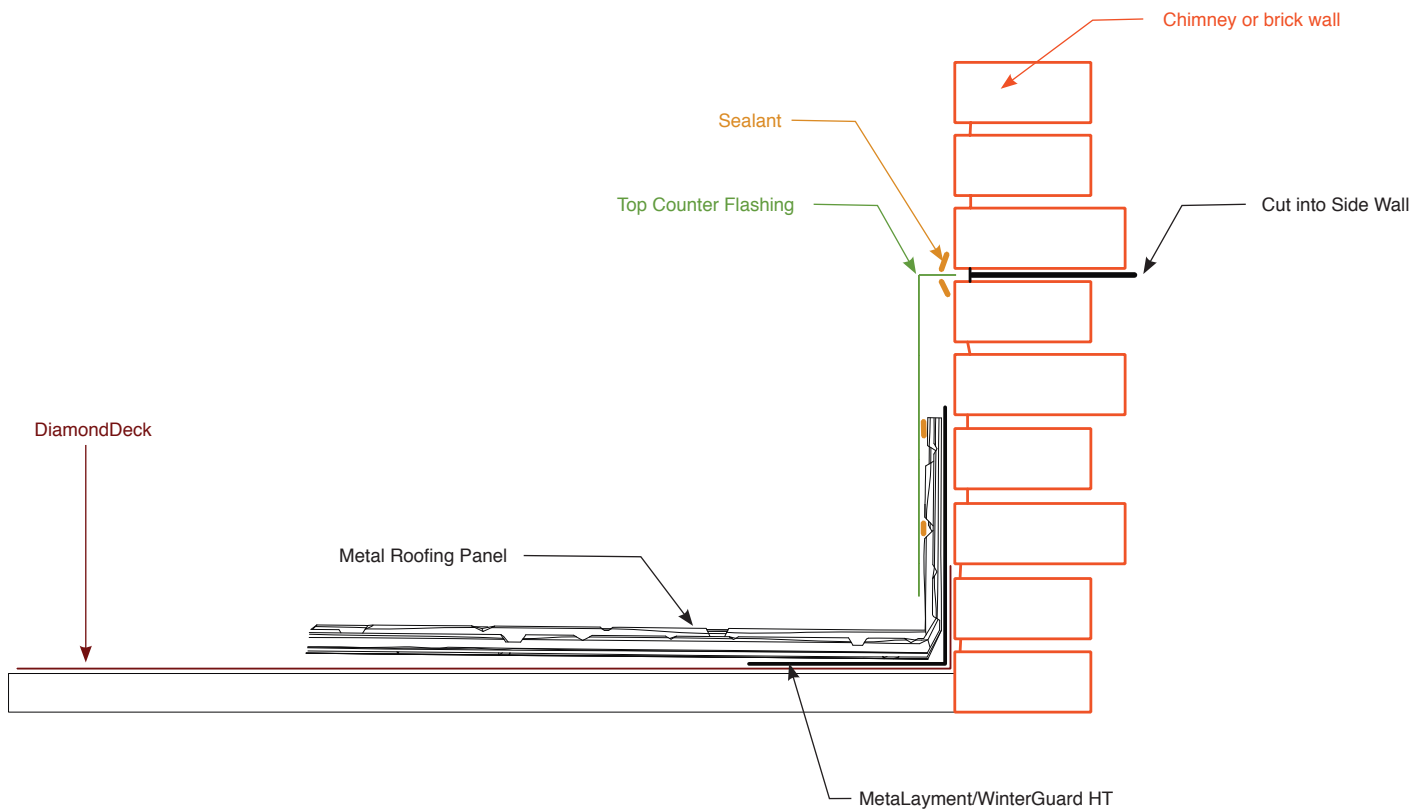 Chimney or brick wall
Sealant
Top Counter Flashing
Cut into Side Wall
DiamondDeck
Metal Roofing Panel
MetaLayment/WinterGuard HT